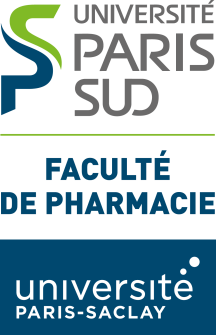 UNIVERSITÉ
PARIS
SUD
FACULTÉ
DE PHARMACIE
université
PARIS-SACLAY